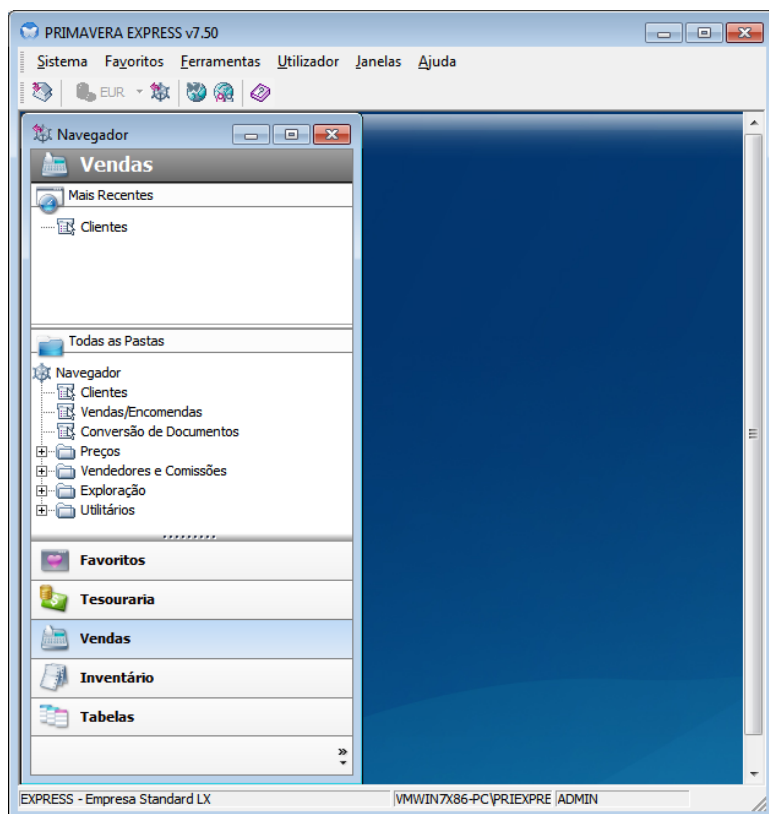 PRIMAVERA EXPRESS v7.50
Sistema Favoritos Ferramentas Utilizador Janelas Ajuda
EUR
Navegador
Vendas
Mais Recentes
Clientes
Todas as Pastas
Navegador
Clientes
Vendas/Encomendas
Conversão de Documentos
Preços
Vendedores e Comissões
Exploração
Utilitários
Favoritos
Tesouraria
Vendas
Inventário
Tabelas
EXPRESS - Empresa Standard LX VMWIN7X86-PC\PRIEXPRE ADMIN